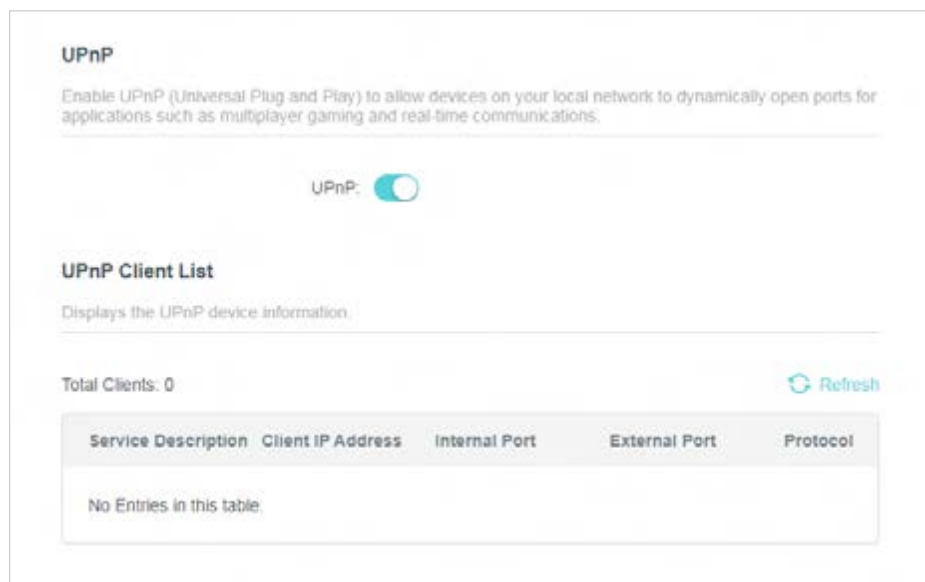 UPnP
Enable UPnP (Universal Plug and Play) to allow devices on your local network to dynamically open ports for
applications such as multiplayer gaming and real-time communications.
UPnP:
UPnP Client List
Displays the UPnP device information.
Total Clients: 0
Refresh
Service Description Client IP Address Internal Port External Port Protocol
No Entries in this table.